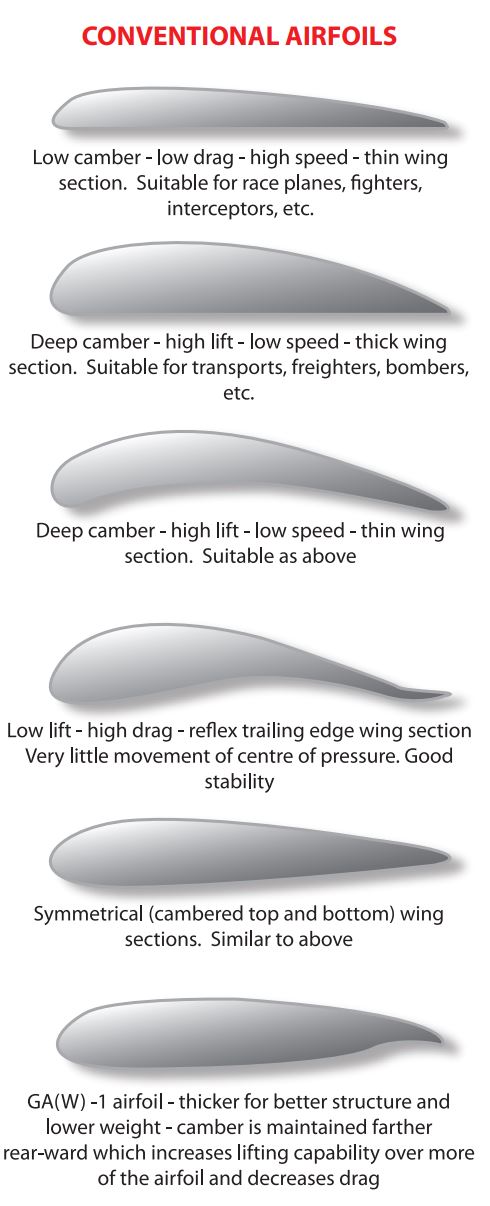 CONVENTIONAL AIRFOILS
Low camber - low drag - high speed - thin wing
section.  Suitable for race planes, fighters,
interceptors, etc.
Deep camber - high lift - low speed - thick wing
section.  Suitable for transports, freighters, bombers,
etc.
Deep camber - high lift - low speed - thin wing
section.  Suitable as above
Low lift - high drag - reflex trailing edge wing section
Very little movement of centre of pressure. Good
stability
Symmetrical (cambered top and bottom) wing
sections.  Similar to above
GA(W) -1 airfoil - thicker for better structure and
lower weight - camber is maintained farther
rear-ward which increases lifting capability over more
of the airfoil and decreases drag